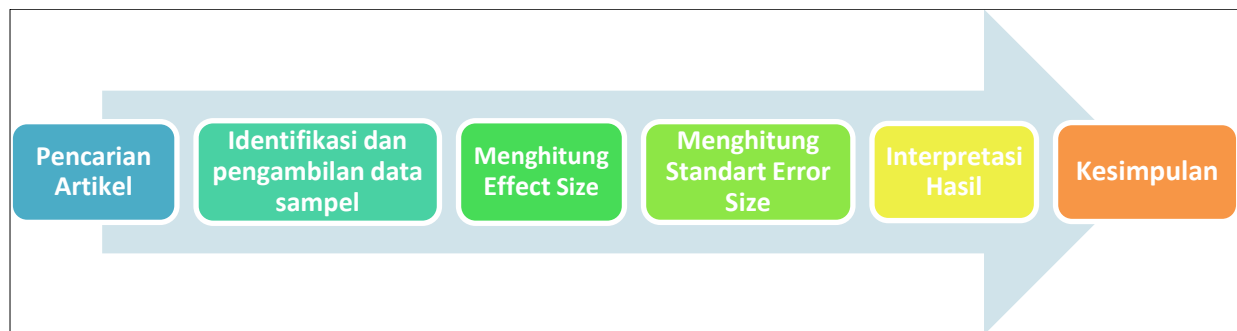 Pencarian
Artikel
Identifikasi dan
pengambilan data
sampel
Menghitung
Effect Size
Menghitung
Standart Error
Size
Interpretasi
Hasil
Kesimpulan